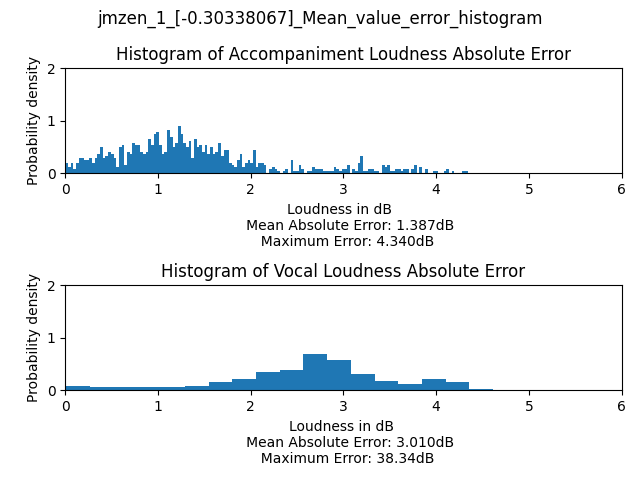 jmzen_1_[-0.30338067]_Mean_value_error_histogram
Histogram of Accompaniment Loudness Absolute Error
Probability density
2
1
0
0 1 2 3 4 5 6
Loudness in dB
Mean Absolute Error: 1.387dB
Maximum Error: 4.340dB
Histogram of Vocal Loudness Absolute Error
Probability density
2
1
0
0 1 2 3 4 5 6
Loudness in dB
Mean Absolute Error: 3.010dB
Maximum Error: 38.34dB